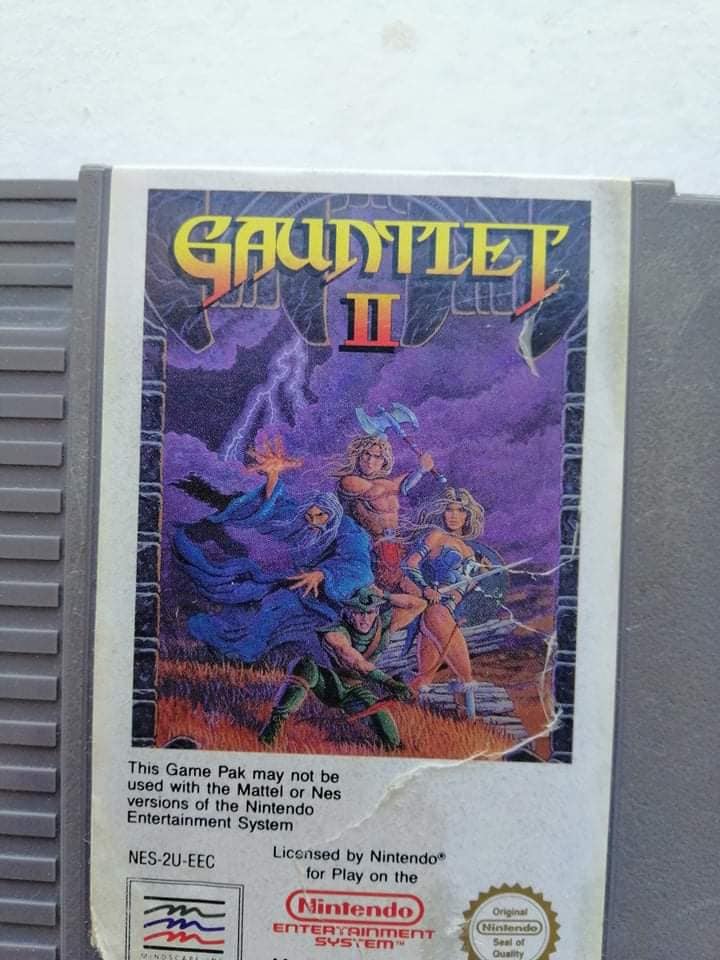 GAUNTLET
II
This Game Pak may not be
used with the Mattel or Nes
versions of the Nintendo
Entertainment System
NES-2U-EEC
Licensed by Nintendo®
for Play on the
Nintendo
ENTERTAINMENT
SYSTEM™
Original
Nintendo
Seal of
Quality
MINDSCAPE